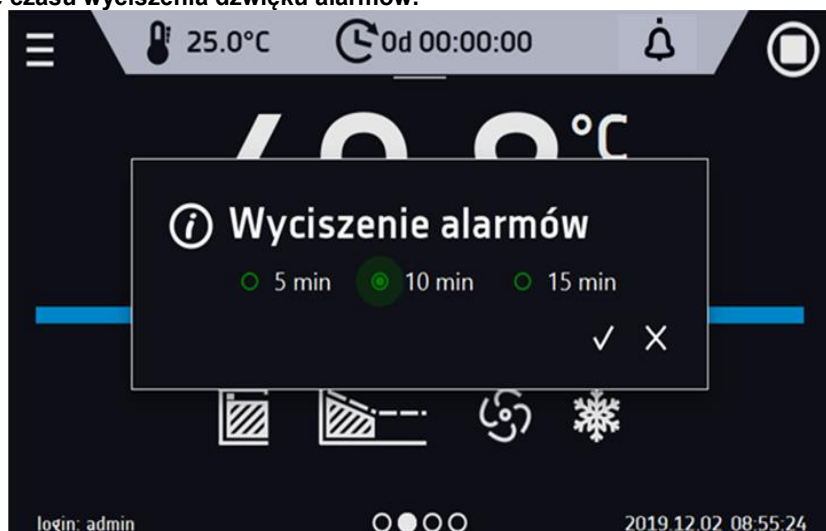 czasu wyciszenia dźwięku alarmów:
25.0°C 0d 00:00:00
°C
Wyciszenie alarmów
5 min 10 min 15 min
login: admin 2019.12.02 08:55:24